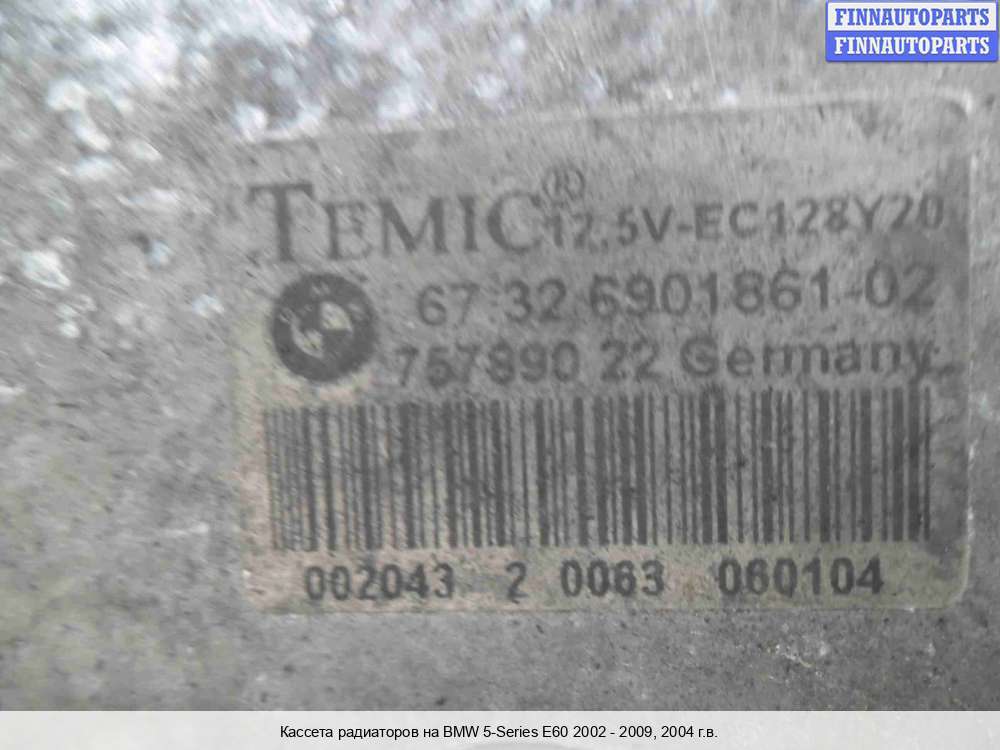 FINNAUTOPARTS
FINNAUTOPARTS
TEMIC® 12,5V-EC128Y20
67 32 6901861-02
757890 22 Germany
002043 2 0063 060104
Кассета радиаторов на BMW 5-Series E60 2002 - 2009, 2004 г.в.